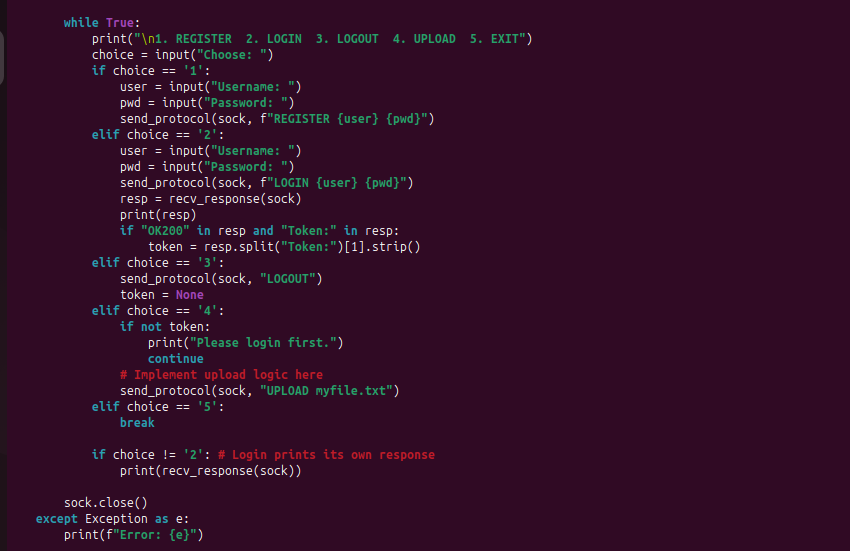 while True:
print("\n1. REGISTER  2. LOGIN  3. LOGOUT  4. UPLOAD  5. EXIT")
choice = input("Choose: ")
if choice == '1':
user = input("Username: ")
pwd = input("Password: ")
send_protocol(sock, f"REGISTER {user} {pwd}")
elif choice == '2':
user = input("Username: ")
pwd = input("Password: ")
send_protocol(sock, f"LOGIN {user} {pwd}")
resp = recv_response(sock)
print(resp)
if "OK200" in resp and "Token:" in resp:
token = resp.split("Token:")[1].strip()
elif choice == '3':
send_protocol(sock, "LOGOUT")
token = None
elif choice == '4':
if not token:
print("Please login first.")
continue
# Implement upload logic here
send_protocol(sock, "UPLOAD myfile.txt")
elif choice == '5':
break
if choice != '2': # Login prints its own response
print(recv_response(sock))
sock.close()
except Exception as e:
print(f"Error: {e}")